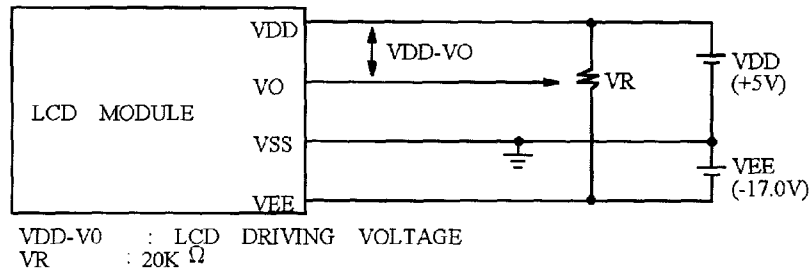 VDD
VDD-VO
VO
VR
VDD
(+5V)
LCD MODULE
VSS
VEE
(-17.0V)
VEE
VDD-V0 : LCD DRIVING VOLTAGE
VR : 20K Ω